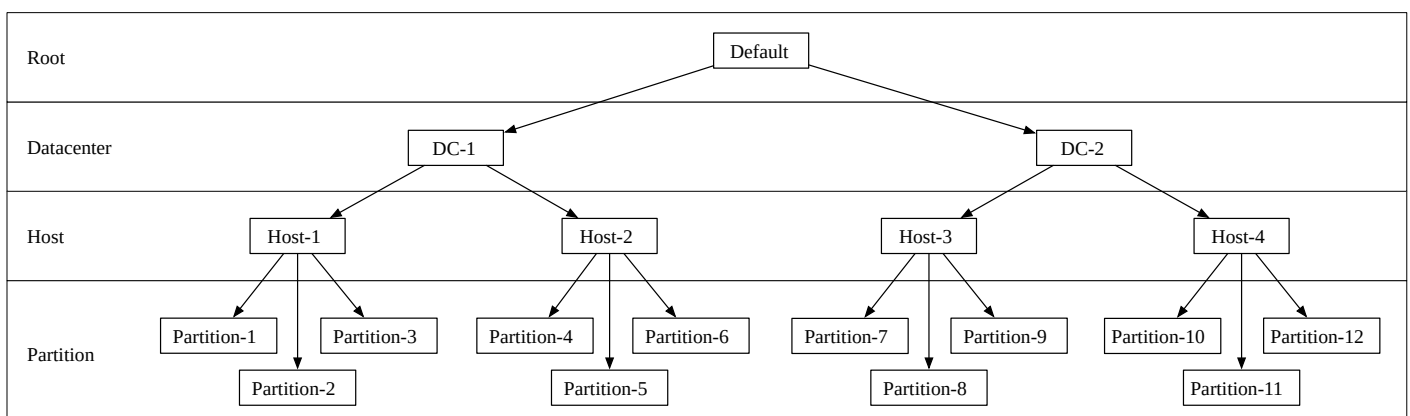 Root
Default
Datacenter
DC-1
DC-2
Host
Host-1
Host-2
Host-3
Host-4
Partition
Partition-1
Partition-3
Partition-4
Partition-6
Partition-7
Partition-9
Partition-10
Partition-12
Partition-2
Partition-5
Partition-8
Partition-11